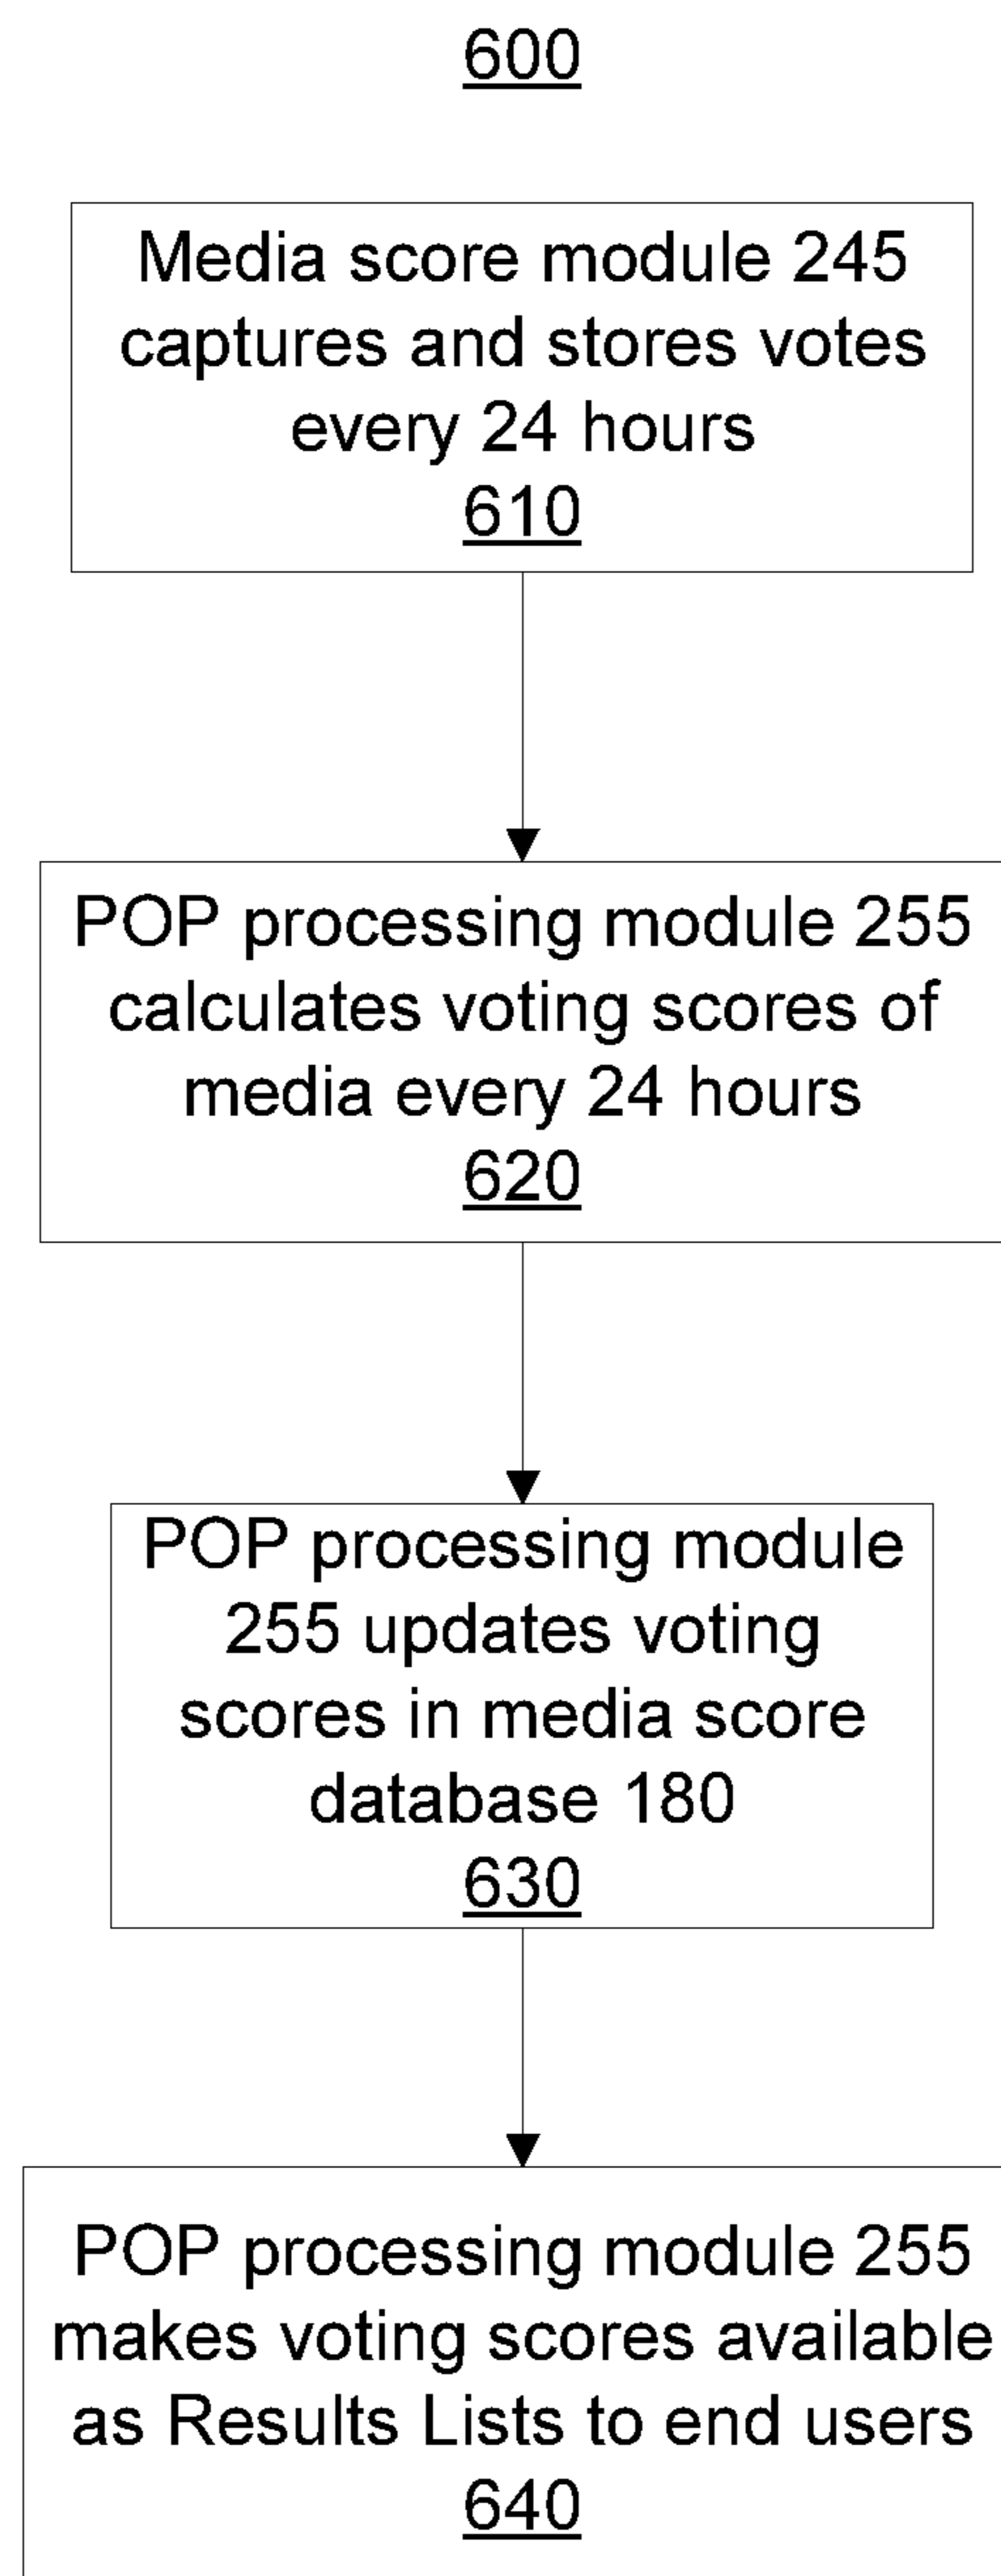 600
Media score module 245
captures and stores votes
every 24 hours
610
POP processing module 255
calculates voting scores of
media every 24 hours
620
POP processing module
255 updates voting
scores in media score
database 180
630
POP processing module 255
makes voting scores available
as Results Lists to end users
640